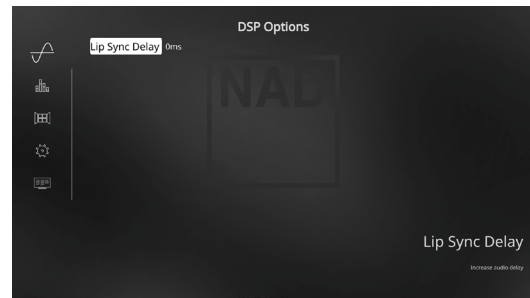 DSP Options
Lip Sync Delay 0ms
NAD
Lip Sync Delay
Increase audio delay